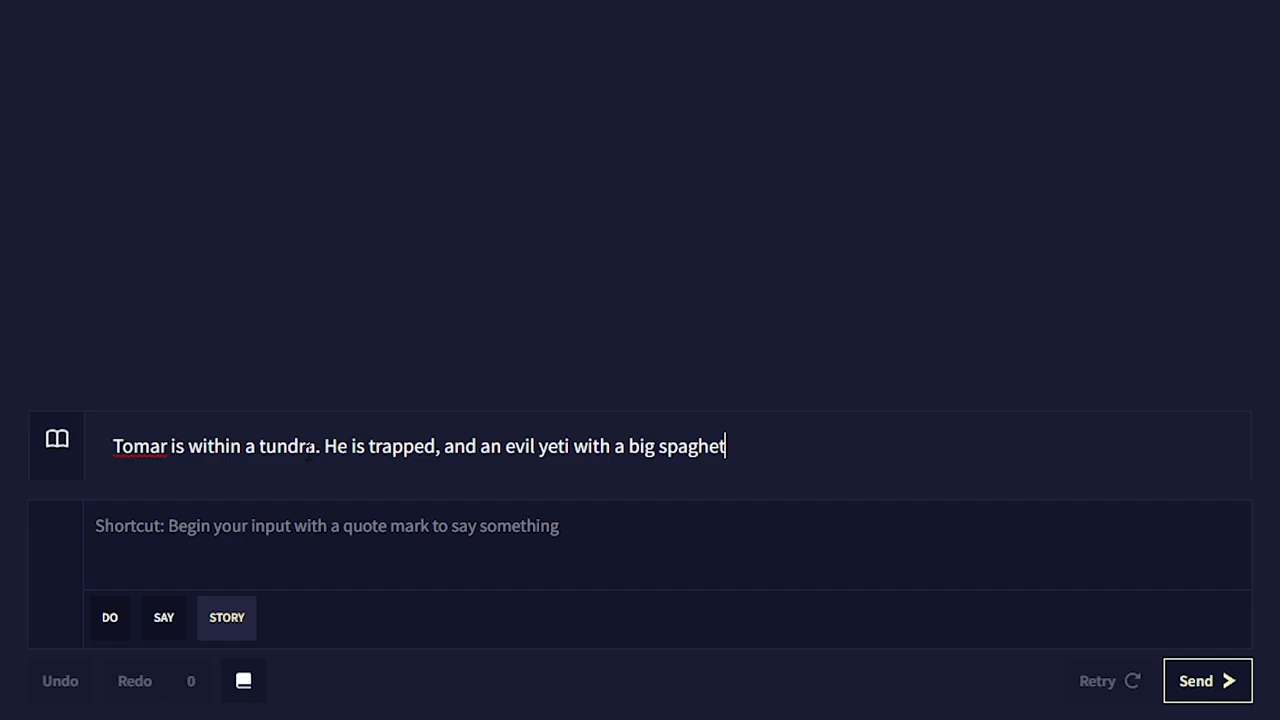 Tomar is within a tundra. He is trapped, and an evil yeti with a big spaghet
Shortcut: Begin your input with a quote mark to say something
DO SAY STORY
Undo Redo 0 Retry Send